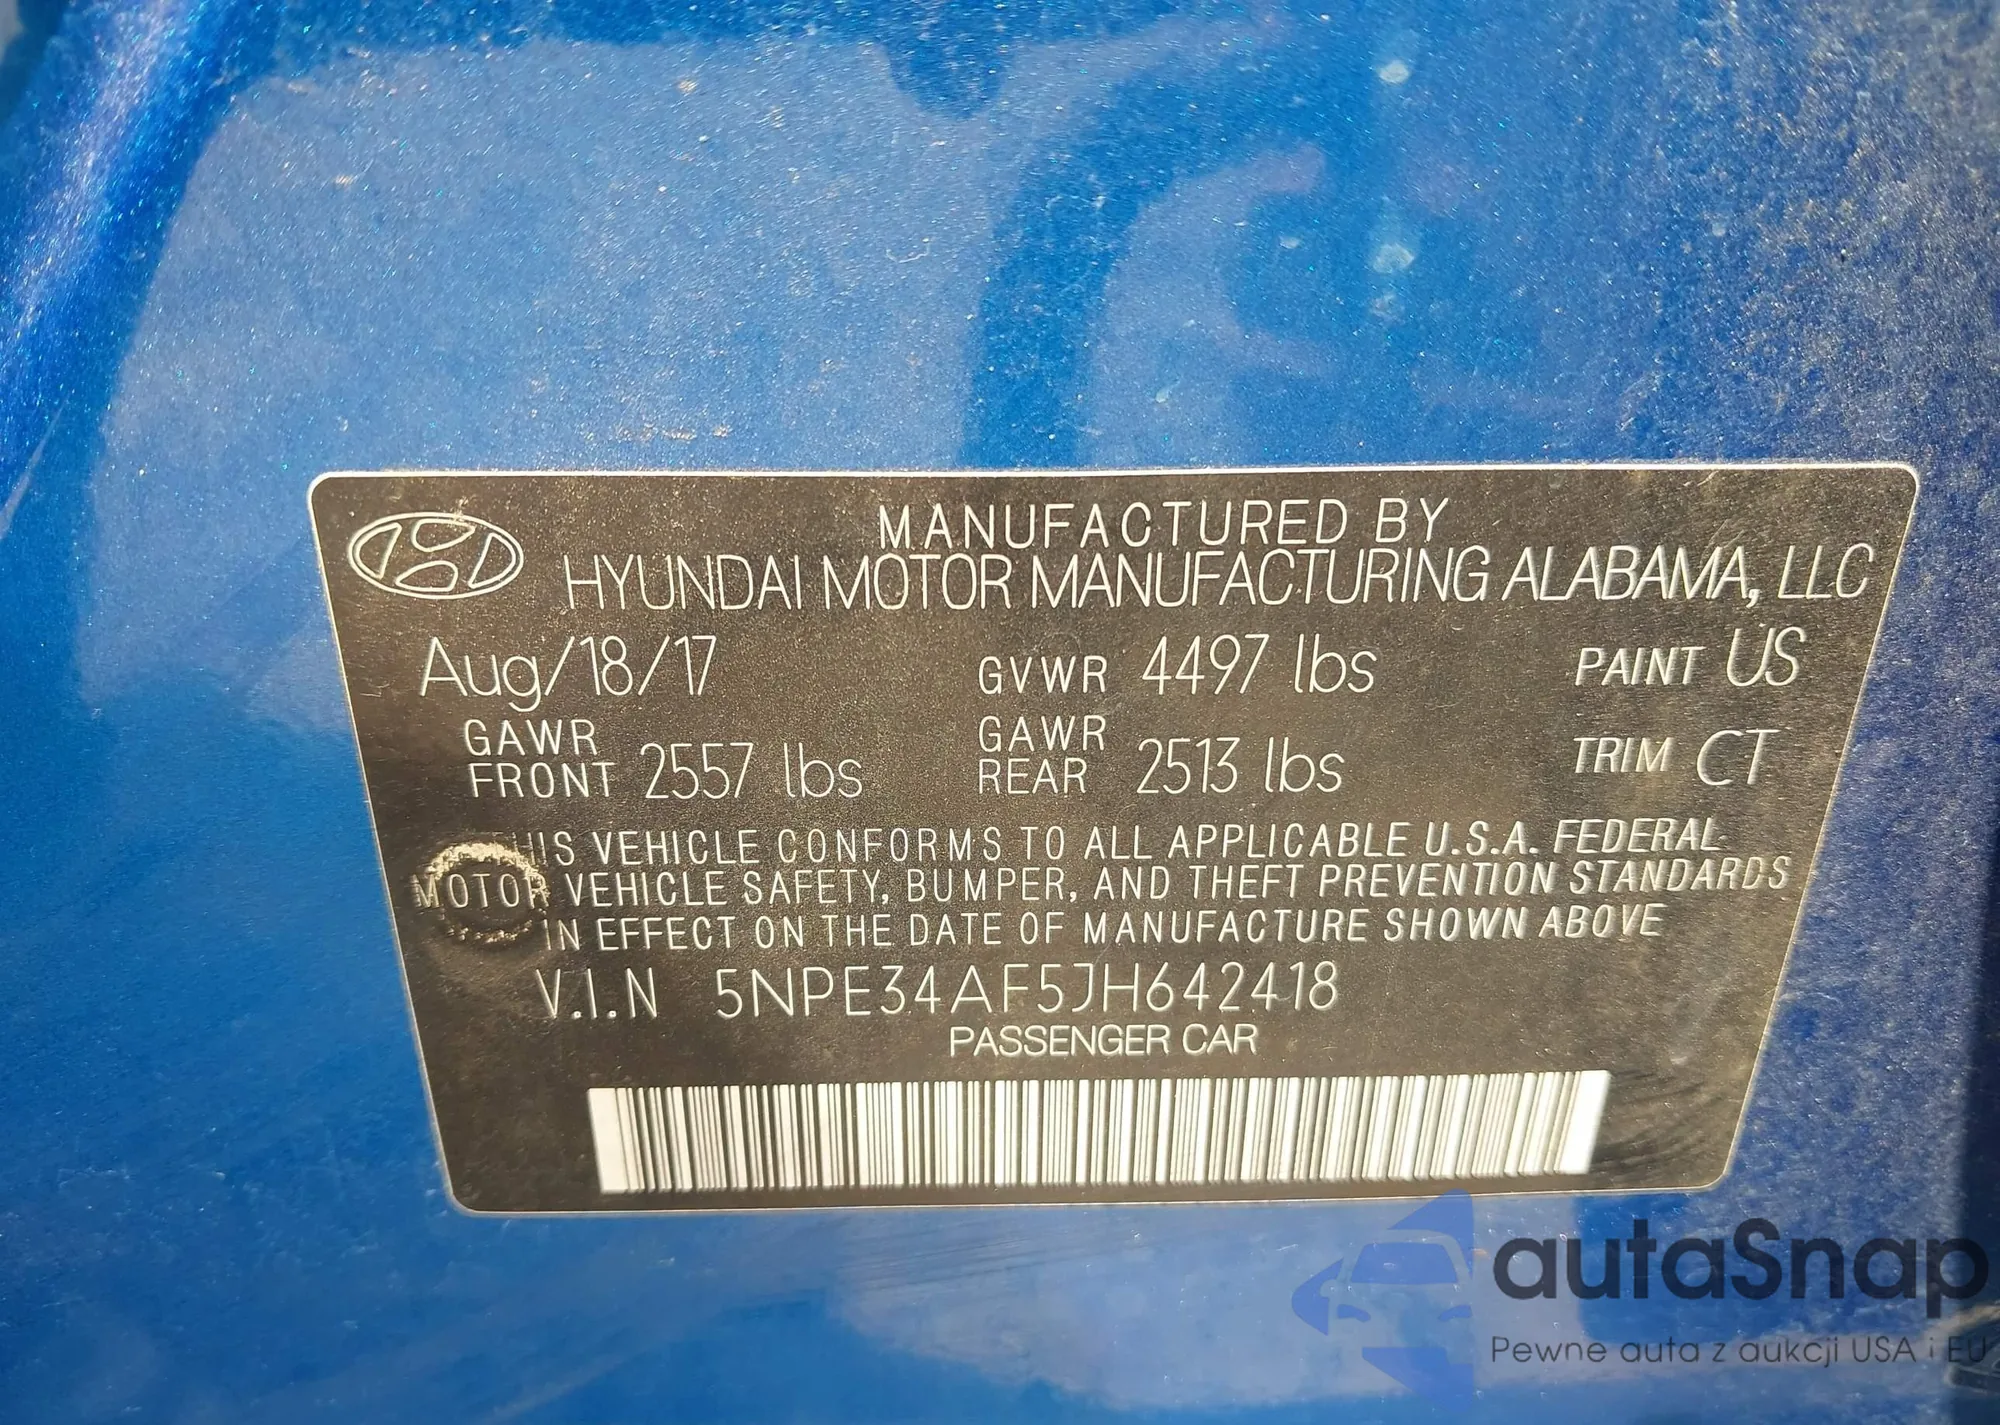 MANUFACTURED BY
HYUNDAI MOTOR MANUFACTURING ALABAMA, LLC
Aug/18/17 GVWR 4497 lbs PAINT US
GAWR FRONT 2557 lbs GAWR REAR 2513 lbs TRIM CT
THIS VEHICLE CONFORMS TO ALL APPLICABLE U.S.A. FEDERAL
MOTOR VEHICLE SAFETY, BUMPER, AND THEFT PREVENTION STANDARDS
IN EFFECT ON THE DATE OF MANUFACTURE SHOWN ABOVE
V.I.N 5NPE34AF5JH642418
PASSENGER CAR
autaSnap
Pewne auta z aukcji USA i EU